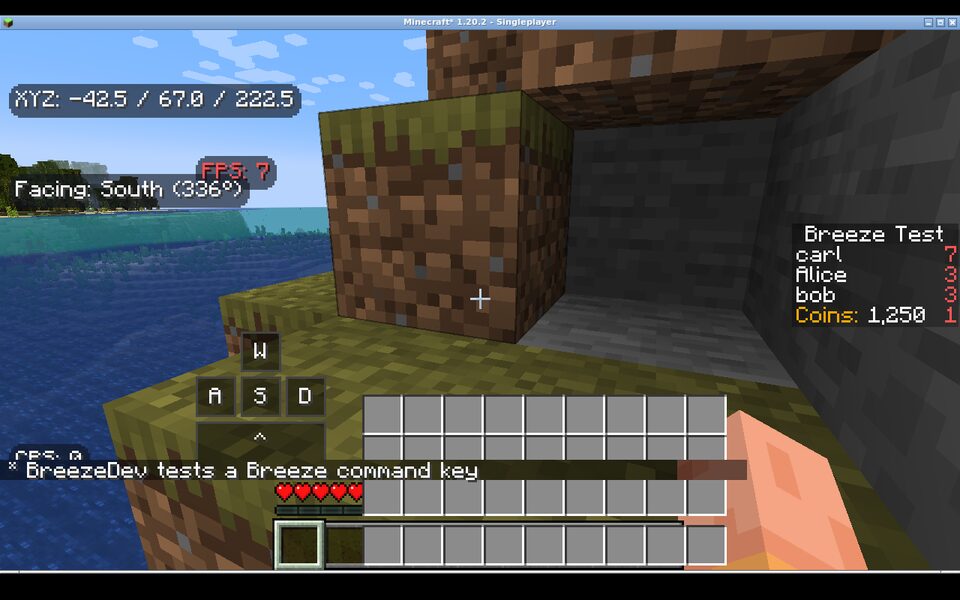 Minecraft* 1.20.2 - Singleplayer
XYZ: -42.5 / 67.0 / 222.5
FPS: 7
Facing: South (336°)
Breeze Test
carl 7
Alice 3
bob 3
Coins: 1,250 1
W
A S D
^
CPS: 0
* BreezeDev tests a Breeze command key